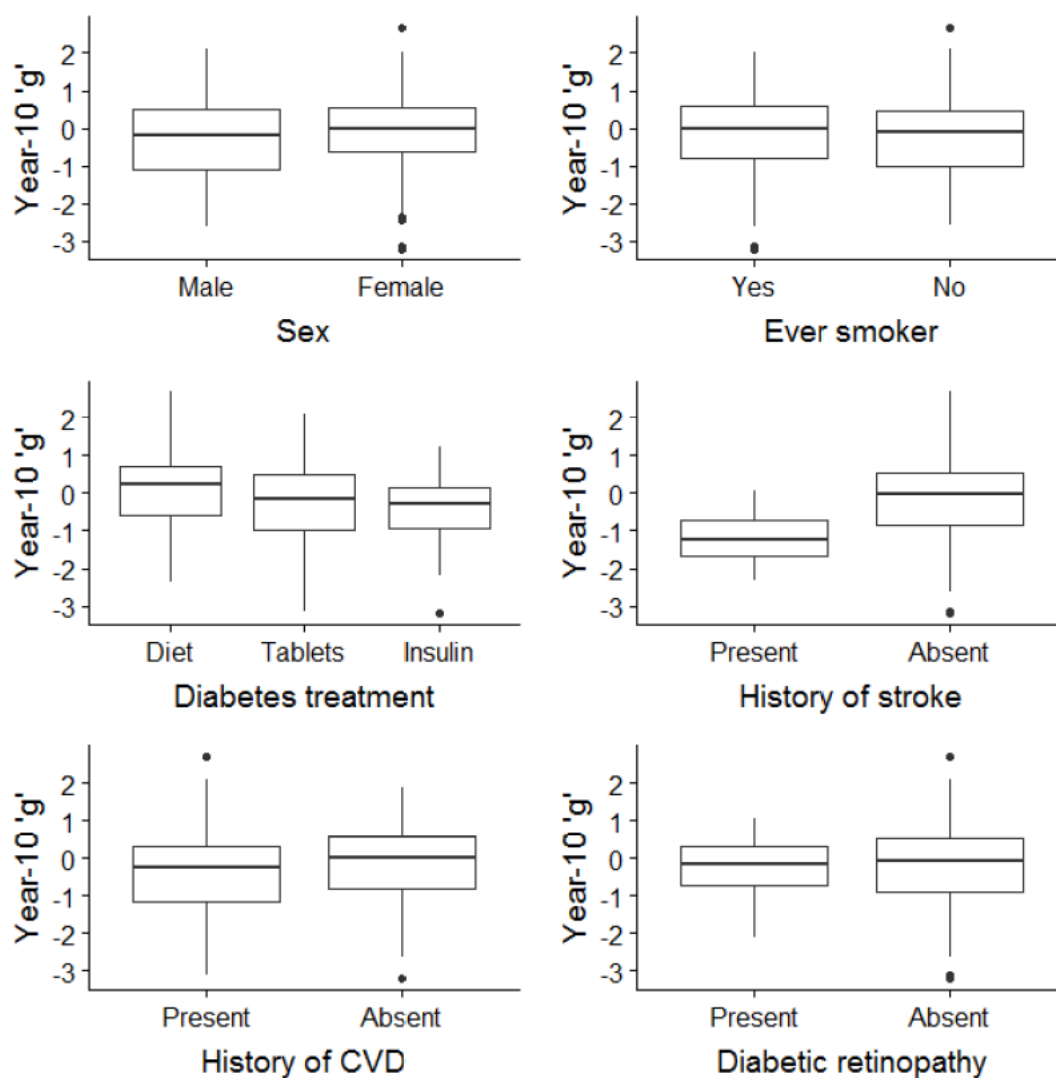 Year-10 'g'
2
1
0
-1
-2
-3
Male Female
Sex
Year-10 'g'
2
1
0
-1
-2
-3
Yes No
Ever smoker
Year-10 'g'
2
1
0
-1
-2
-3
Diet Tablets Insulin
Diabetes treatment
Year-10 'g'
2
1
0
-1
-2
-3
Present Absent
History of stroke
Year-10 'g'
2
1
0
-1
-2
-3
Present Absent
History of CVD
Year-10 'g'
2
1
0
-1
-2
-3
Present Absent
Diabetic retinopathy